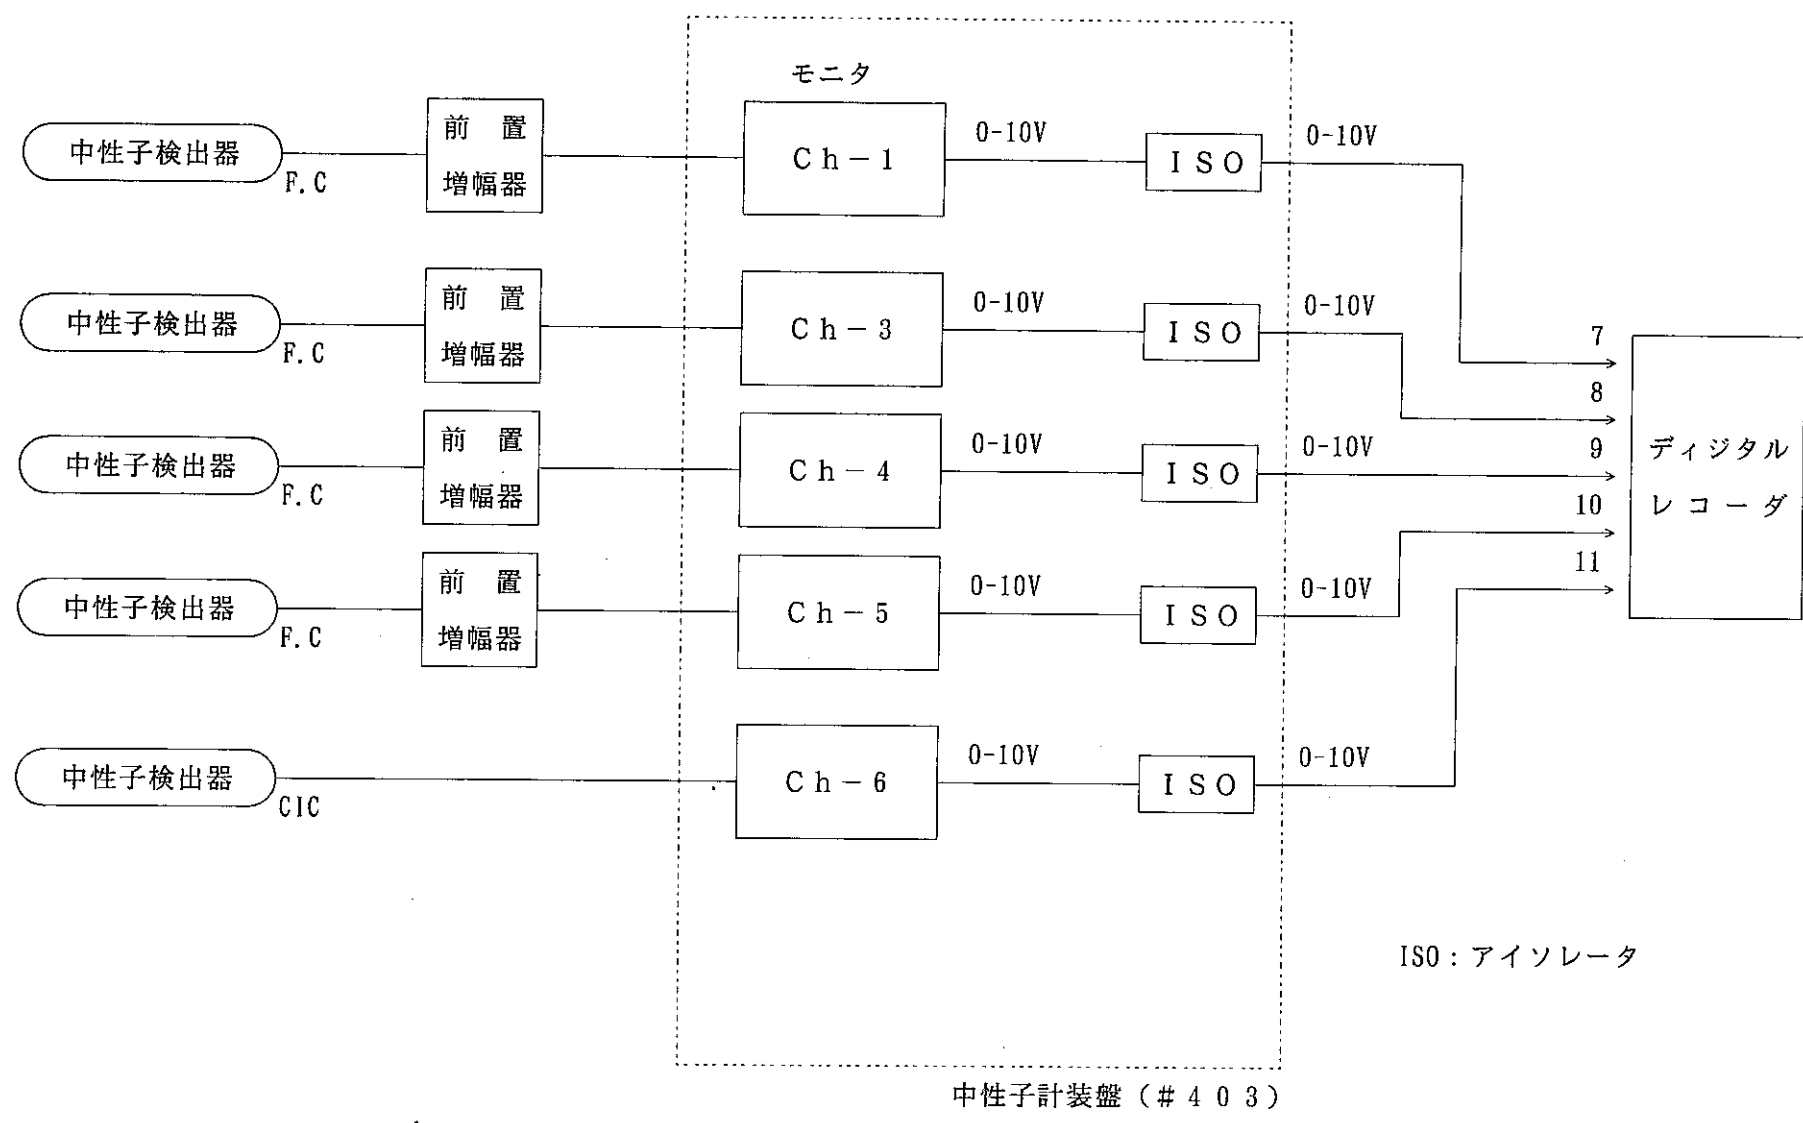 モニタ
中性子検出器
F.C
前 置
増幅器
Ch-1
0-10V
ISO
0-10V
中性子検出器
F.C
前 置
増幅器
Ch-3
0-10V
ISO
0-10V
中性子検出器
F.C
前 置
増幅器
Ch-4
0-10V
ISO
0-10V
中性子検出器
F.C
前 置
増幅器
Ch-5
0-10V
ISO
0-10V
中性子検出器
CIC
Ch-6
0-10V
ISO
0-10V
7
8
9
10
11
ディジタル
レコーダ
ISO:アイソレータ
中性子計装盤(#403)